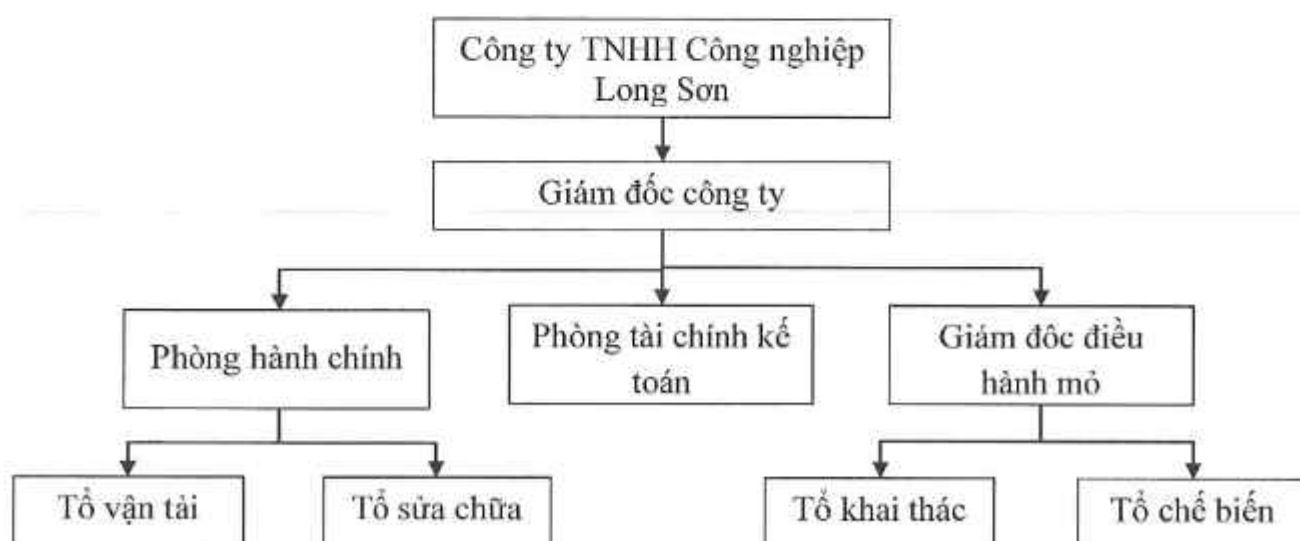 Công ty TNHH Công nghiệp
Long Sơn
Giám đốc công ty
Phòng hành chính
Phòng tài chính kế
toán
Giám đôc điều
hành mỏ
Tổ vận tải
Tổ sửa chữa
Tổ khai thác
Tổ chế biến